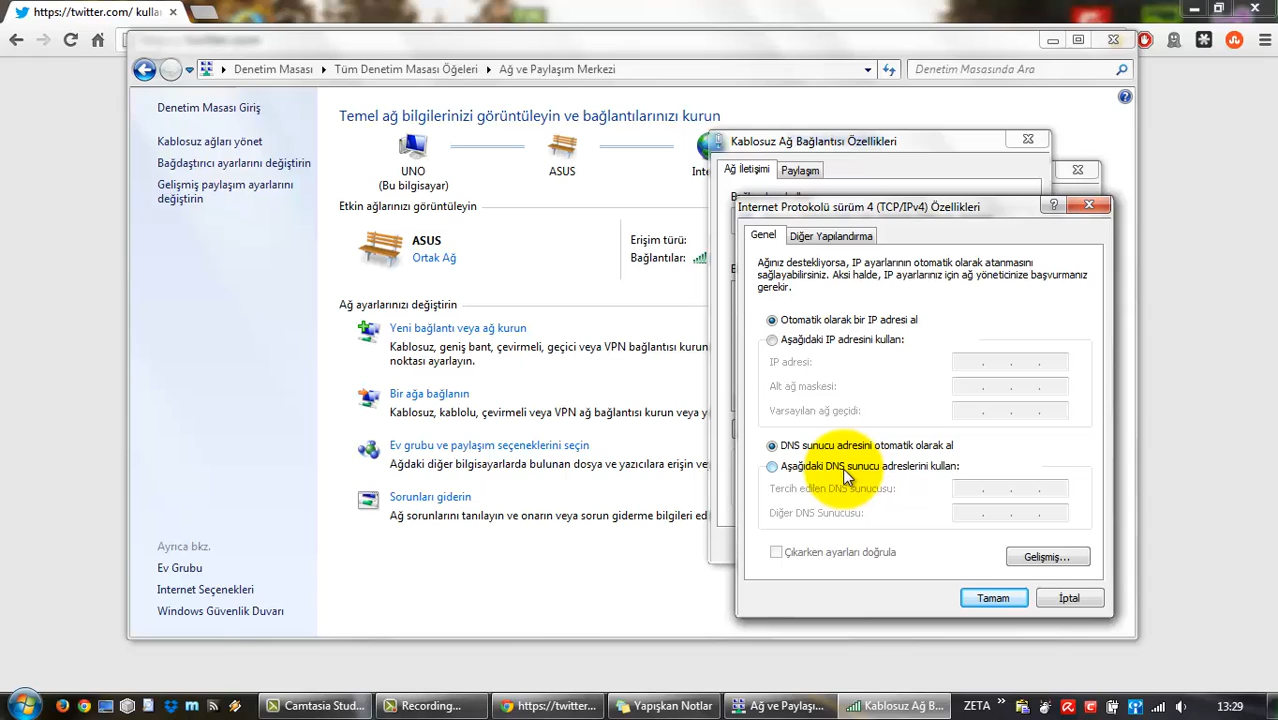 https://twitter.com/ kullaı
Denetim Masası
Tüm Denetim Masası Öğeleri
Ağ ve Paylaşım Merkezi
Denetim Masasında Ara
Denetim Masası Giriş
Kablosuz ağları yönet
Bağdaştırıcı ayarlarını değiştirin
Gelişmiş paylaşım ayarlarını
değiştirin
Temel ağ bilgilerinizi görüntüleyin ve bağlantılarınızı kurun
UNO
(Bu bilgisayar)
ASUS
Inte
Etkin ağlarınızı görüntüleyin
ASUS
Ortak Ağ
Erişim türü:
Bağlantılar:
Ağ ayarlarınızı değiştirin
Yeni bağlantı veya ağ kurun
Kablosuz, geniş bant, çevirmeli, geçici veya VPN bağlantısı kurun
noktası ayarlayın.
Bir ağa bağlanın
Kablosuz, kablolu, çevirmeli veya VPN ağ bağlantısı kurun veya y
Ev grubu ve paylaşım seçeneklerini seçin
Ağdaki diğer bilgisayarlarda bulunan dosya ve yazıcılara erişin ve
Sorunları giderin
Ağ sorunlarını tanılayın ve onarın veya sorun giderme bilgileri ed
Ayrıca bkz.
Ev Grubu
Internet Seçenekleri
Windows Güvenlik Duvarı
Kablosuz Ağ Bağlantısı Özellikleri
Ağ İletişimi
Paylaşım
Internet Protokolü sürüm 4 (TCP/IPv4) Özellikleri
Genel
Diğer Yapılandırma
Ağınız destekliyorsa, IP ayarlarının otomatik olarak atanmasını
sağlayabilirsiniz. Aksi halde, IP ayarlarınız için ağ yöneticinize başvurmanız
gerekir.
Otomatik olarak bir IP adresi al
Aşağıdaki IP adresini kullan:
IP adresi:
Alt ağ maskesi:
Varsayılan ağ geçidi:
DNS sunucu adresini otomatik olarak al
Aşağıdaki DNS sunucu adreslerini kullan:
Tercih edilen DNS sunucusu:
Diğer DNS Sunucusu:
Çıkarken ayarları doğrula
Gelişmiş...
Tamam
İptal
Camtasia Stud...
Recording...
https://twitter...
Yapışkan Notlar
Ağ ve Paylaşı...
Kablosuz Ağ B...
ZETA
13:29